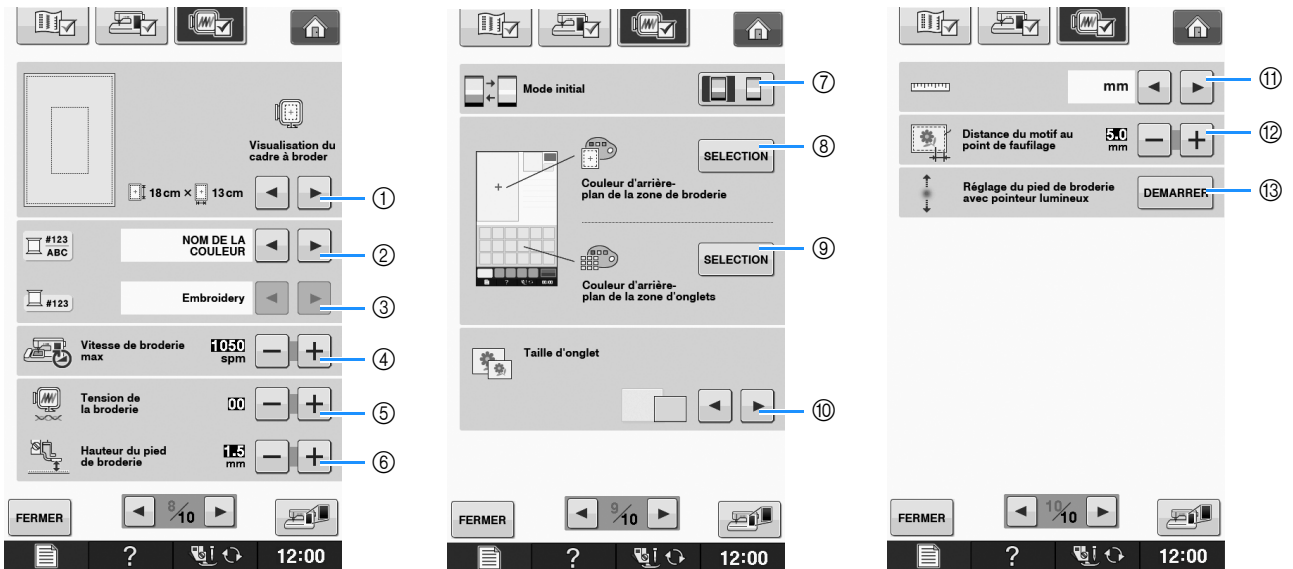 Visualisation du
cadre à broder
18 cm × 13 cm
①
#123
ABC
NOM DE LA
COULEUR
②
#123
Embroidery
③
Vitesse de broderie
max
1050
spm
④
Tension de
la broderie
00
⑤
Hauteur du pied
de broderie
1.5
mm
⑥
FERMER
8/10
?
12:00
Mode initial
⑦
SELECTION
⑧
Couleur d'arrière-
plan de la zone de broderie
SELECTION
⑨
Couleur d'arrière-
plan de la zone d'onglets
Taille d'onglet
⑩
FERMER
9/10
?
12:00
mm
⑪
Distance du motif au
point de faufilage
5.0
mm
⑫
Réglage du pied de broderie
avec pointeur lumineux
DEMARRER
⑬
FERMER
10/10
?
12:00